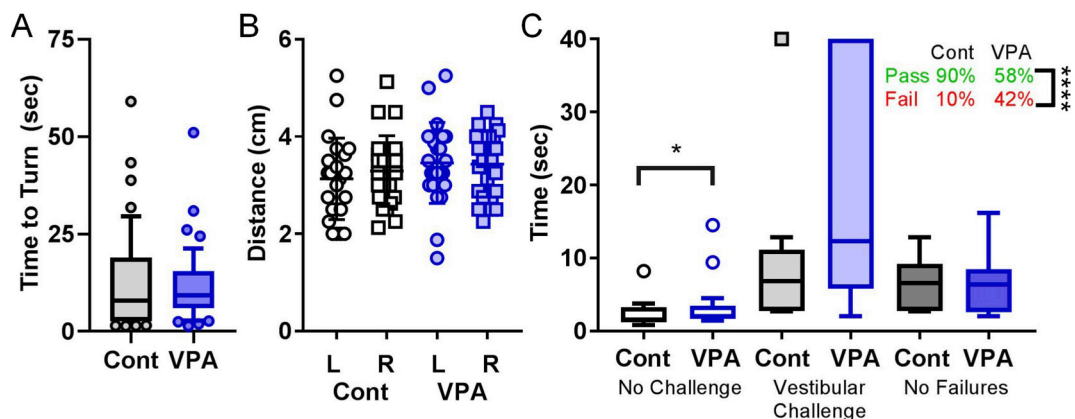 A
Time to Turn (sec)
75
50
25
0
Cont VPA
B
Distance (cm)
6
4
2
0
L R L R
Cont VPA
C
Time (sec)
40
30
20
10
0
Cont VPA
Pass 90% 58%
Fail 10% 42%
****
*
Cont VPA Cont VPA Cont VPA
No Challenge Vestibular Challenge No Failures